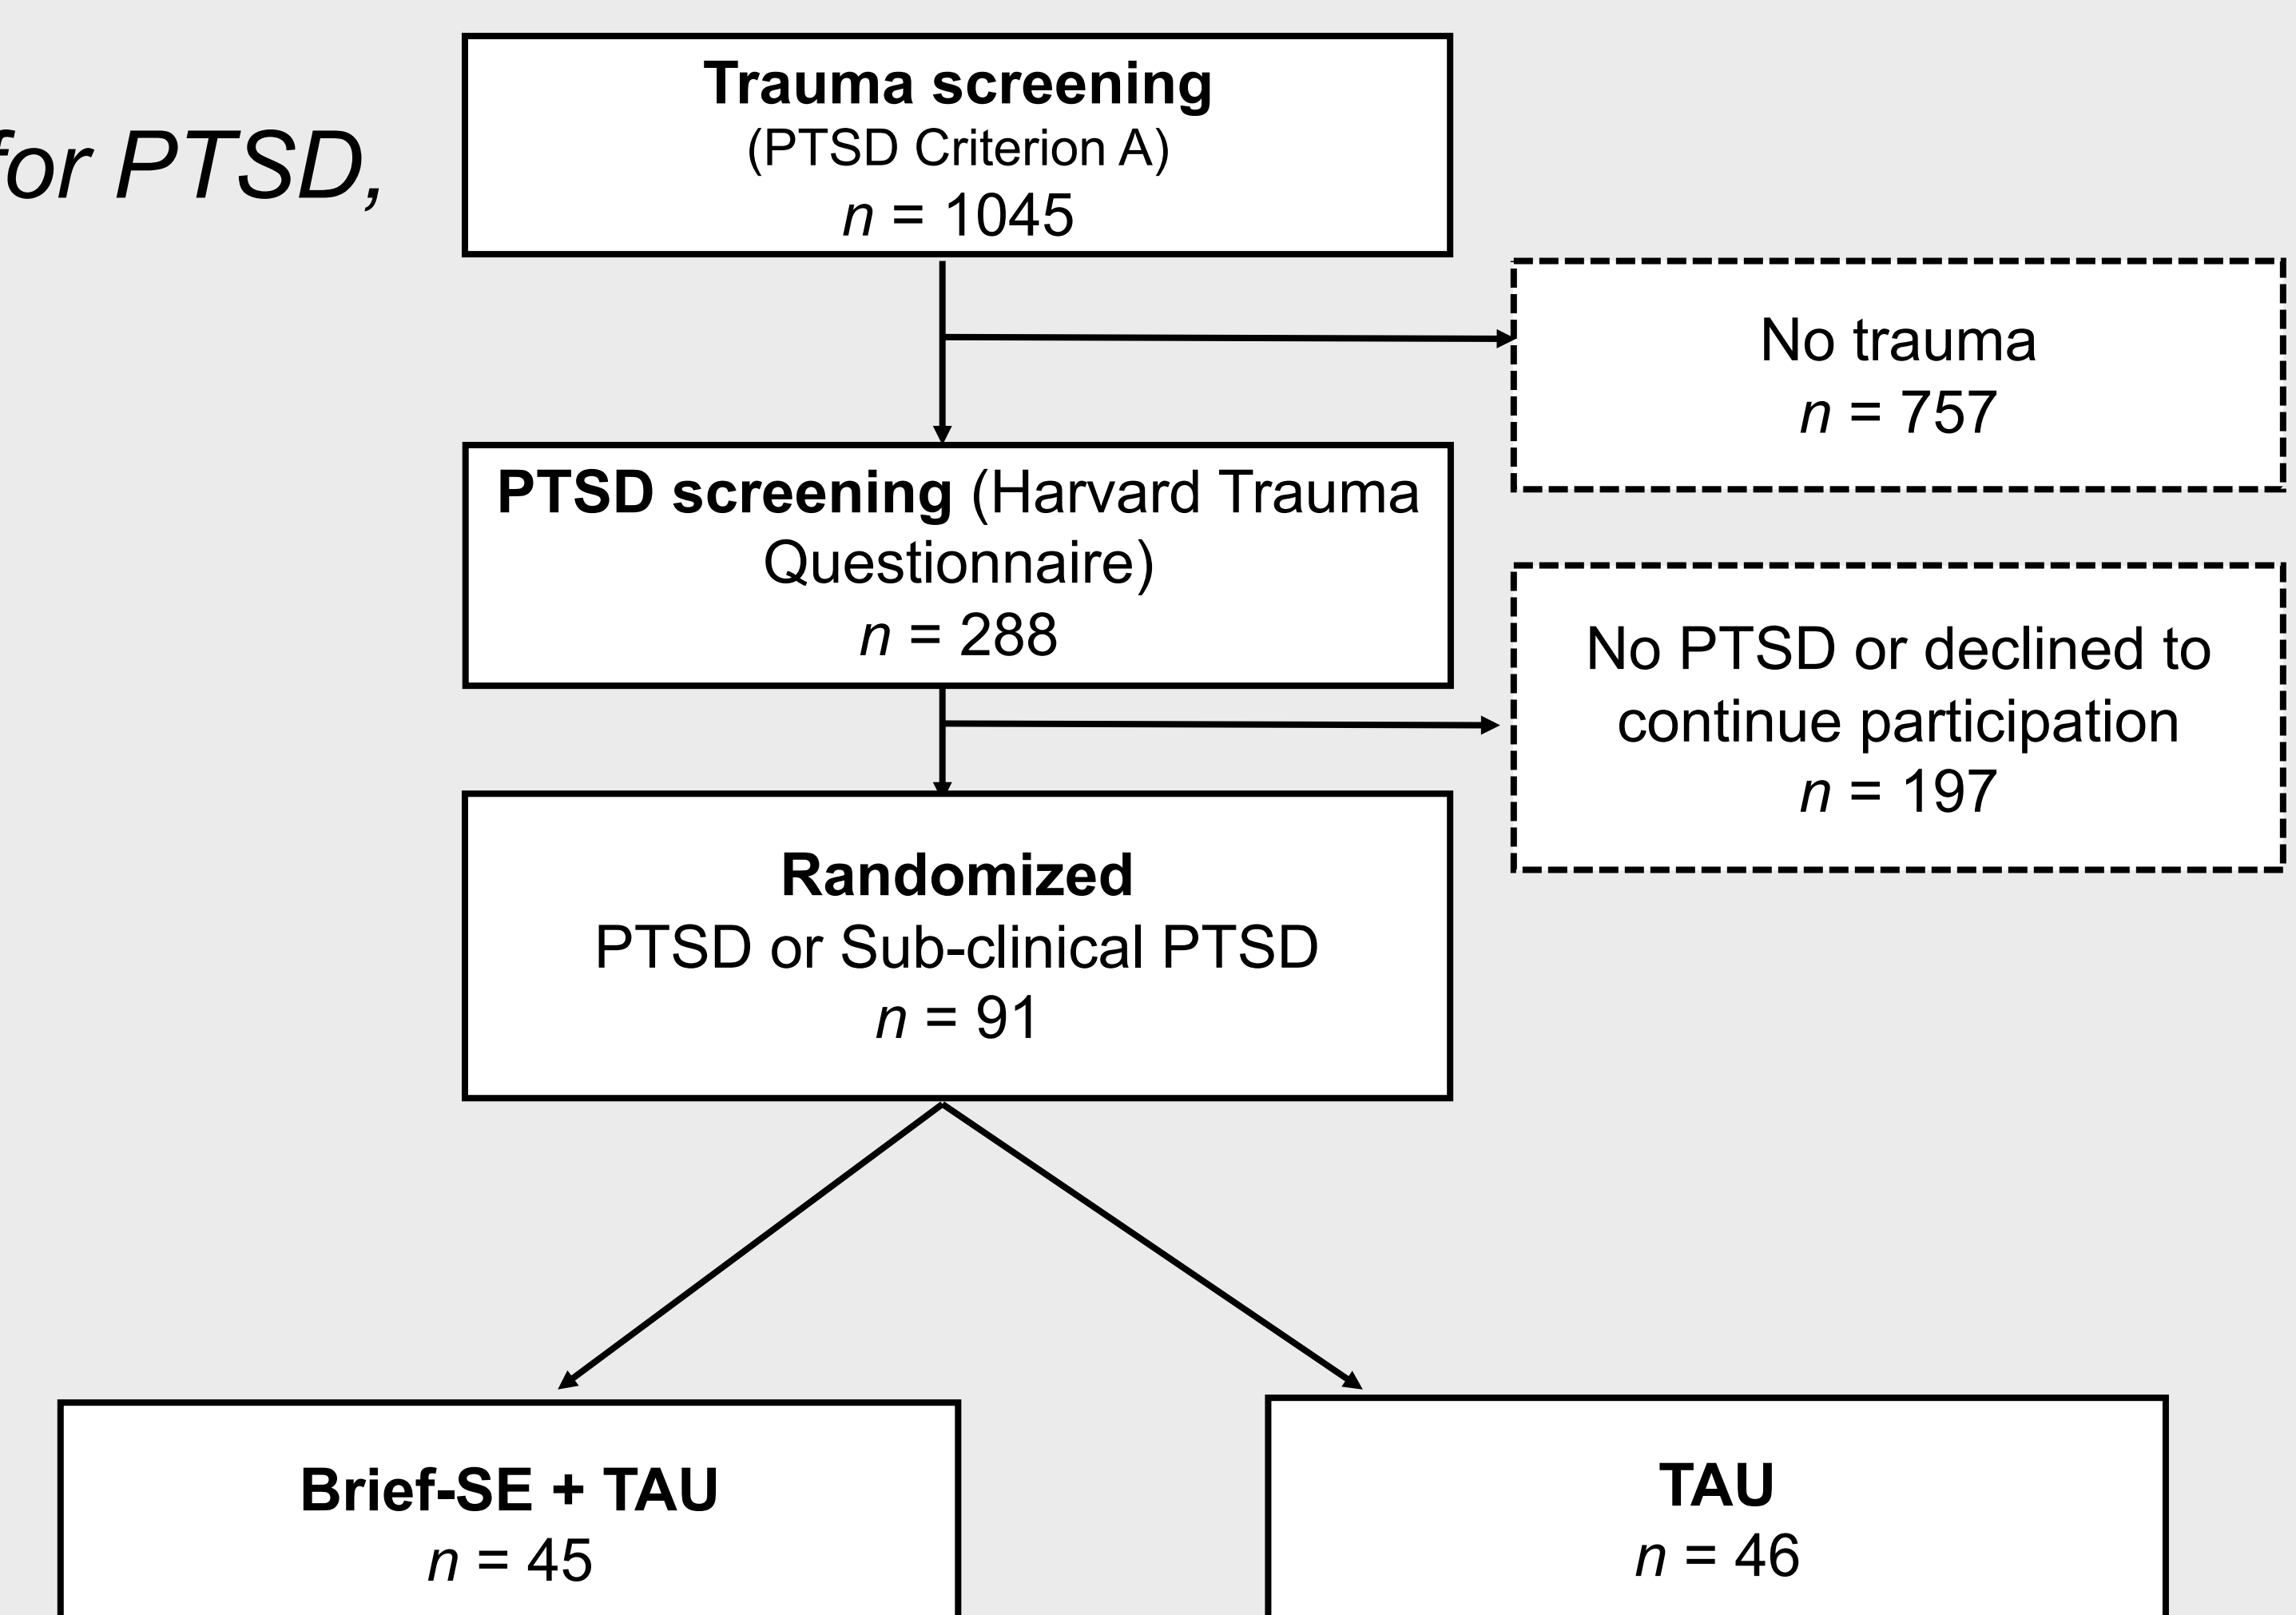 for PTSD,
Trauma screening
(PTSD Criterion A)
n = 1045
No trauma
n = 757
PTSD screening (Harvard Trauma
Questionnaire)
n = 288
No PTSD or declined to
continue participation
n = 197
Randomized
PTSD or Sub-clinical PTSD
n = 91
Brief-SE + TAU
n = 45
TAU
n = 46